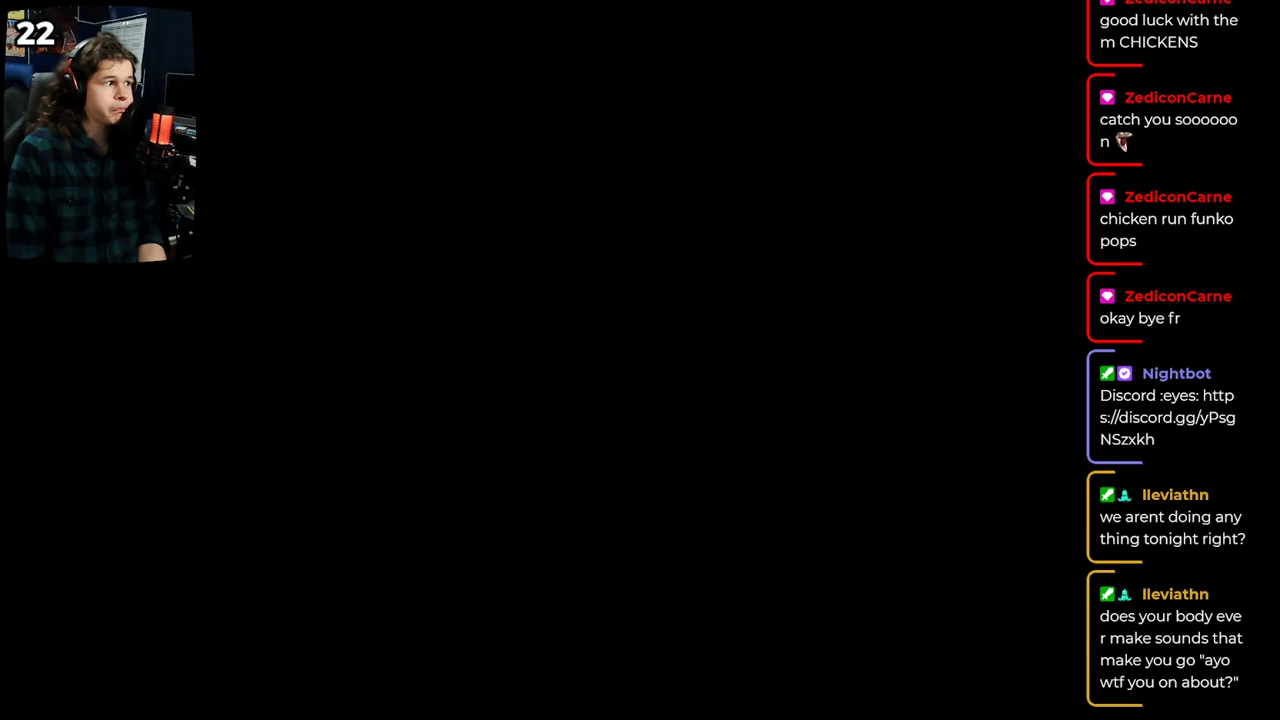 22
ZediconCarne
good luck with the
m CHICKENS
ZediconCarne
catch you soooooo
n
ZediconCarne
chicken run funko
pops
ZediconCarne
okay bye fr
Nightbot
Discord :eyes: http
s://discord.gg/yPsg
NSzxkh
lleviathn
we arent doing any
thing tonight right?
lleviathn
does your body eve
r make sounds that
make you go "ayo
wtf you on about?"